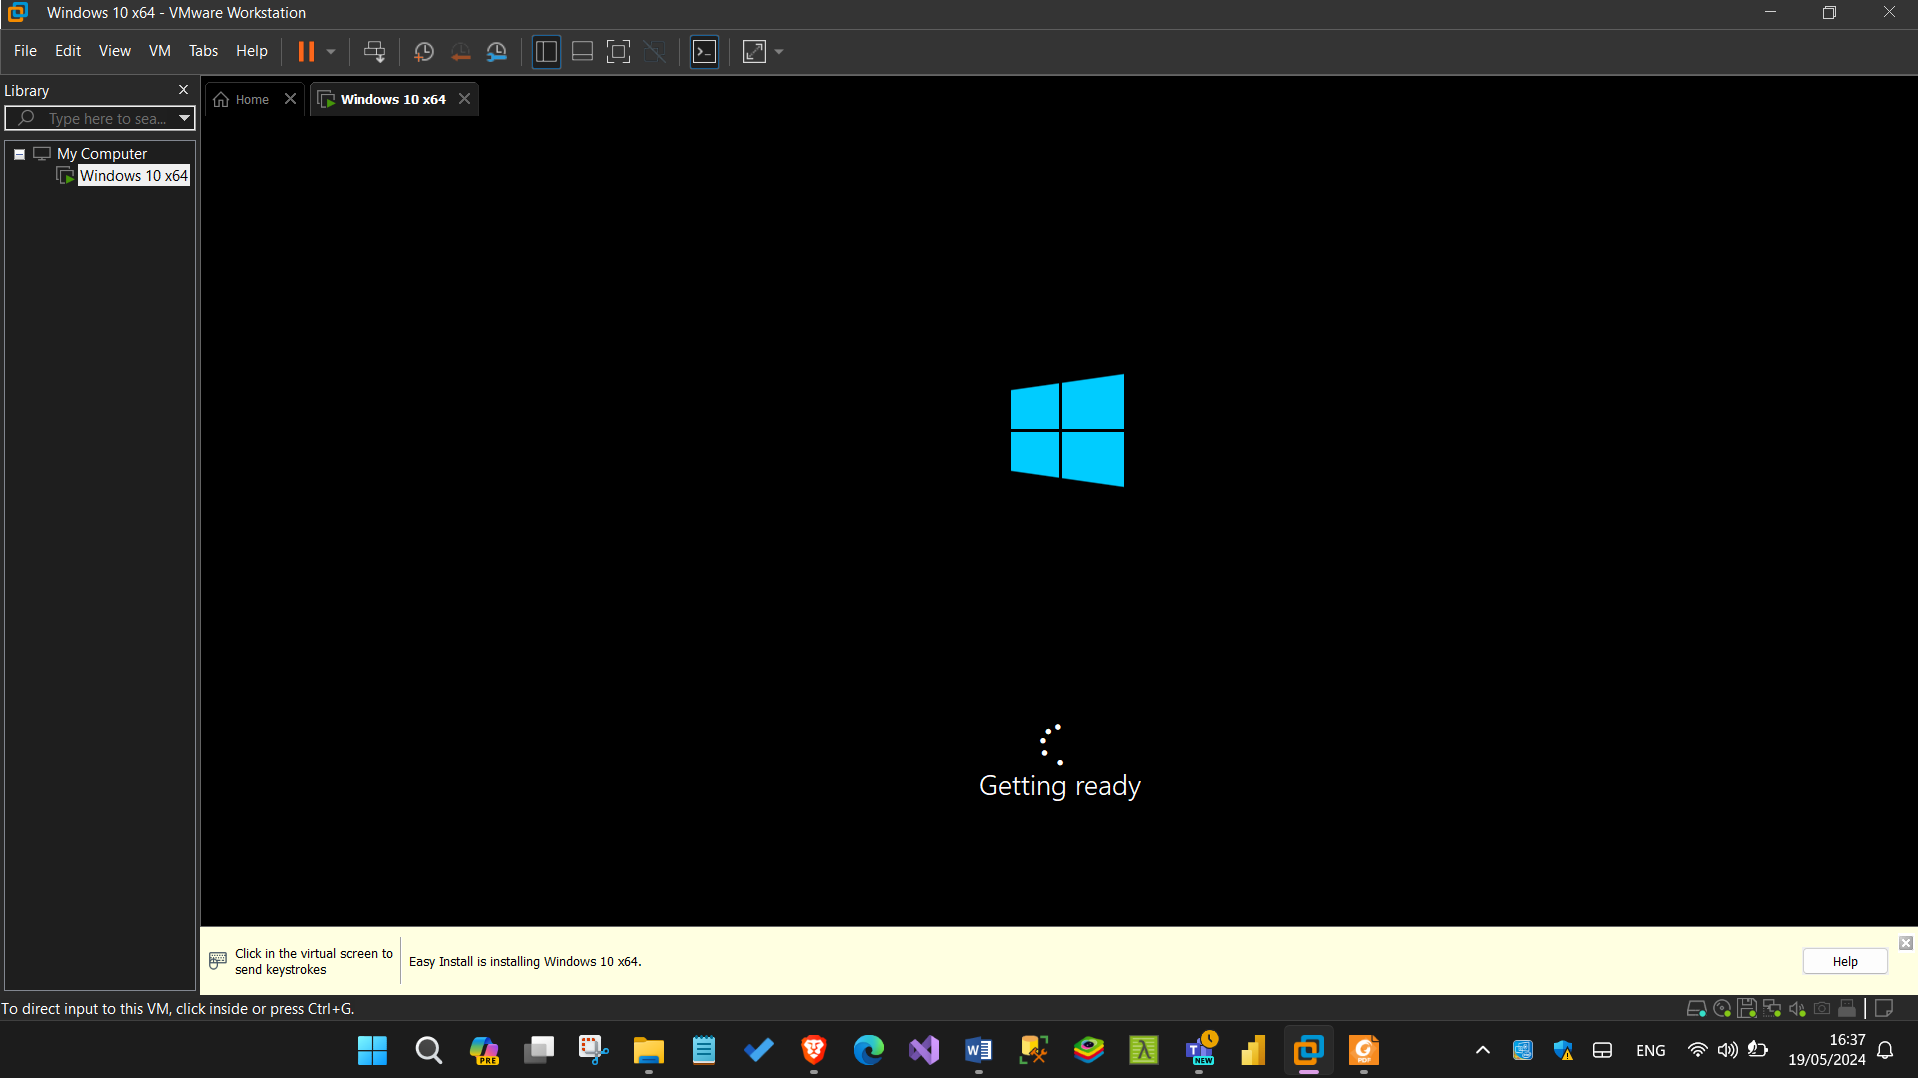 Windows 10 x64 - VMware Workstation
File Edit View VM Tabs Help
Library
Type here to sea...
My Computer
Windows 10 x64
Home
Windows 10 x64
Getting ready
Click in the virtual screen to
send keystrokes
Easy Install is installing Windows 10 x64.
Help
To direct input to this VM, click inside or press Ctrl+G.
PRE
NEW
PDF
ENG
16:37
19/05/2024